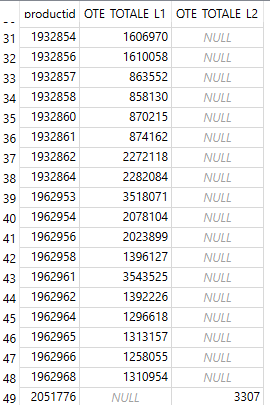 productid OTE TOTALE L1 OTE TOTALE L2
31 1932854 1606970 NULL
32 1932856 1610058 NULL
33 1932857 863552 NULL
34 1932858 858130 NULL
35 1932860 870215 NULL
36 1932861 874162 NULL
37 1932862 2272118 NULL
38 1932864 2282084 NULL
39 1962953 3518071 NULL
40 1962954 2078104 NULL
41 1962956 2023899 NULL
42 1962958 1396127 NULL
43 1962961 3543525 NULL
44 1962962 1392226 NULL
45 1962964 1296618 NULL
46 1962965 1313157 NULL
47 1962966 1258055 NULL
48 1962968 1310954 NULL
49 2051776 NULL 3307